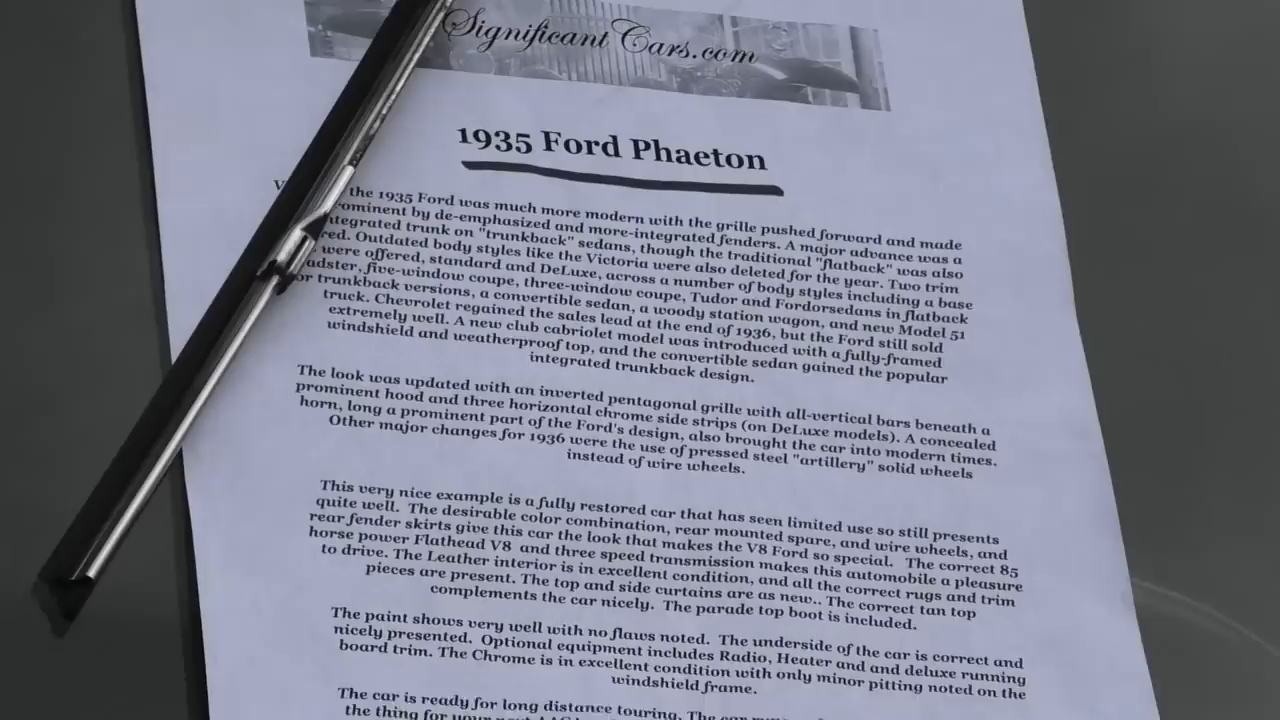 SignificantCars.com
1935 Ford Phaeton
the 1935 Ford was much more modern with the grille pushed forward and made
by de-emphasized and more-integrated fenders. A major advance was a
trunk on "trunkback" sedans, though the traditional "flatback" was also
Outdated body styles like the Victoria were also deleted for the year. Two trim
were offered, standard and DeLuxe, across a number of body styles including a base
five-window coupe, three-window coupe, Tudor and Fordorsedans in flatback
or trunkback versions, a convertible sedan, a woody station wagon, and new Model 51
truck. Chevrolet regained the sales lead at the end of 1936, but the Ford still sold
extremely well. A new club cabriolet model was introduced with a fully-framed
windshield and weatherproof top, and the convertible sedan gained the popular
integrated trunkback design.
The look was updated with an inverted pentagonal grille with all-vertical bars beneath a
prominent hood and three horizontal chrome side strips (on DeLuxe models). A concealed
horn, long a prominent part of the Ford's design, also brought the car into modern times.
Other major changes for 1936 were the use of pressed steel "artillery" solid wheels
instead of wire wheels.
This very nice example is a fully restored car that has seen limited use so still presents
quite well. The desirable color combination, rear mounted spare, and wire wheels, and
rear fender skirts give this car the look that makes the V8 Ford so special. The correct 85
horse power Flathead V8 and three speed transmission makes this automobile a pleasure
to drive. The Leather interior is in excellent condition, and all the correct rugs and trim
pieces are present. The top and side curtains are as new.. The correct tan top
complements the car nicely. The parade top boot is included.
The paint shows very well with no flaws noted. The underside of the car is correct and
nicely presented. Optional equipment includes Radio, Heater and and deluxe running
board trim. The Chrome is in excellent condition with only minor pitting noted on the
windshield frame.
The car is ready for long distance touring. The car
the thing for your next